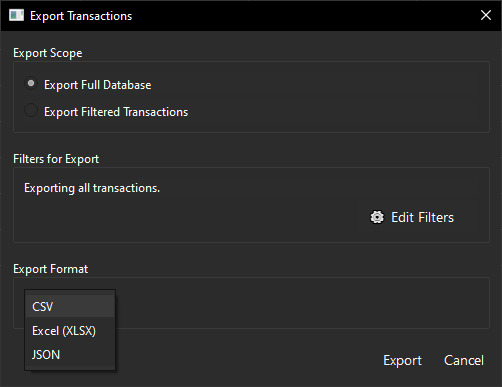 Export Transactions
Export Scope
Export Full Database
Export Filtered Transactions
Filters for Export
Exporting all transactions.
Edit Filters
Export Format
CSV
Excel (XLSX)
JSON
Export Cancel